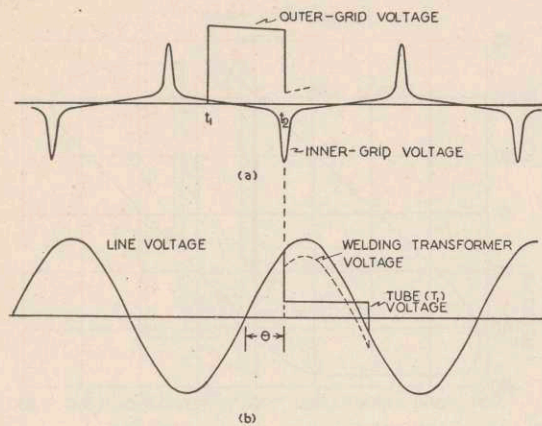 OUTER-GRID VOLTAGE
t₁
t₂
INNER-GRID VOLTAGE
(a)
LINE VOLTAGE
WELDING TRANSFORMER
VOLTAGE
TUBE (T₁)
VOLTAGE
θ
(b)